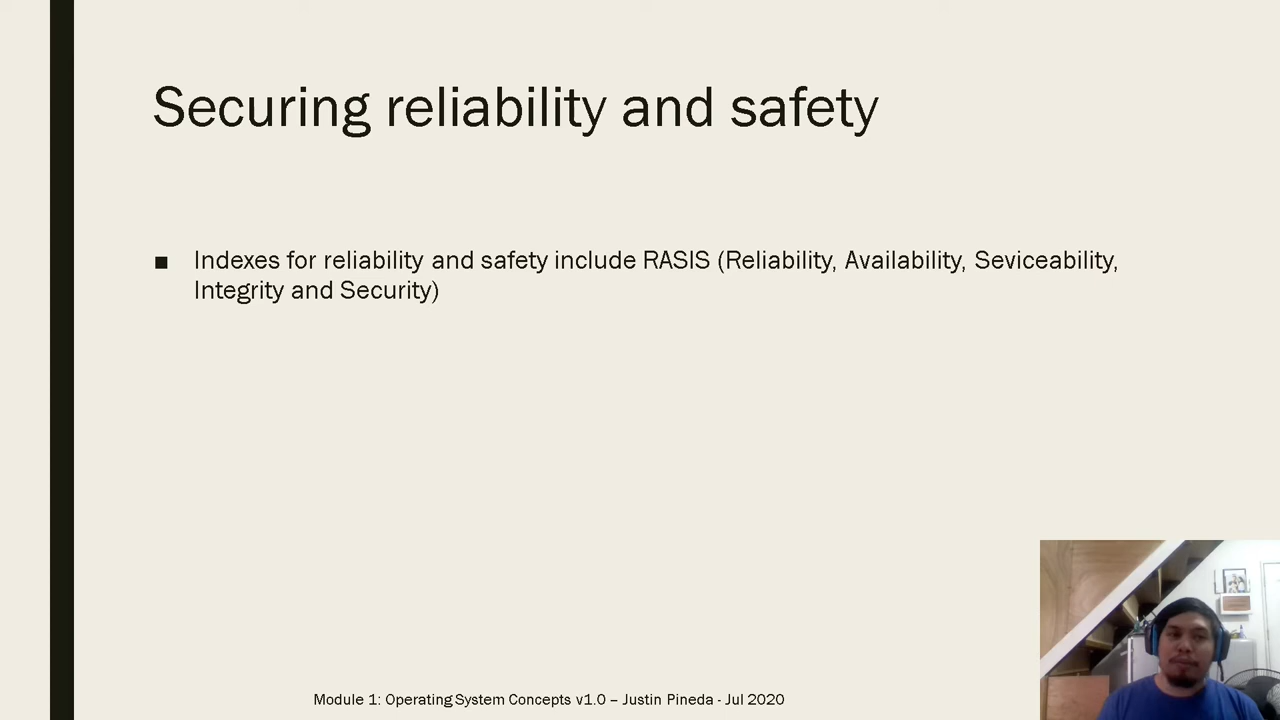 Securing reliability and safety
■ Indexes for reliability and safety include RASIS (Reliability, Availability, Seviceability,
Integrity and Security)
Module 1: Operating System Concepts v1.0 – Justin Pineda - Jul 2020